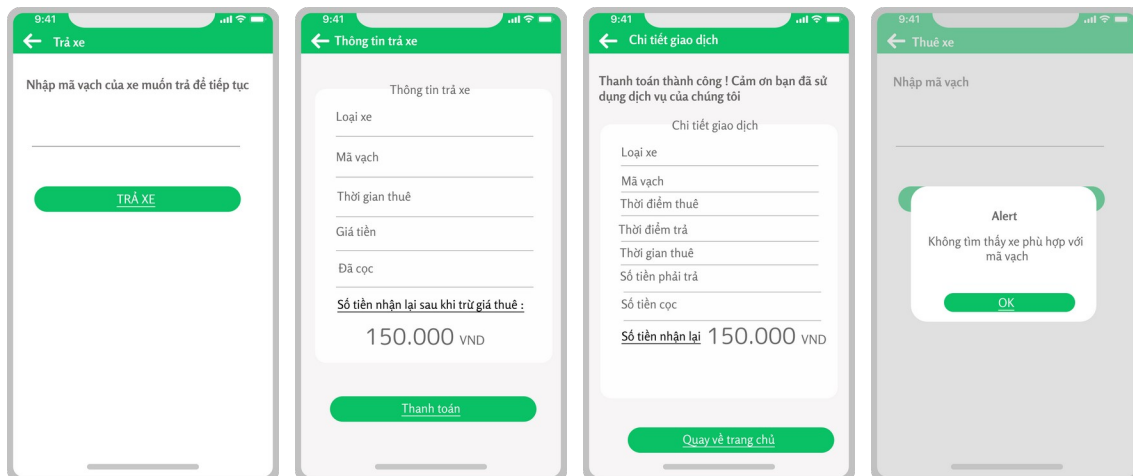 9:41
Trả xe
Nhập mã vạch của xe muốn trả để tiếp tục
TRẢ XE
9:41
Thông tin trả xe
Thông tin trả xe
Loại xe
Mã vạch
Thời gian thuê
Giá tiền
Đã cọc
Số tiền nhận lại sau khi trừ giá thuê :
150.000 VND
Thanh toán
9:41
Chi tiết giao dịch
Thanh toán thành công ! Cảm ơn bạn đã sử
dụng dịch vụ của chúng tôi
Chi tiết giao dịch
Loại xe
Mã vạch
Thời điểm thuê
Thời điểm trả
Thời gian thuê
Số tiền phải trả
Số tiền cọc
Số tiền nhận lại 150.000 VND
Quay về trang chủ
9:41
Thuê xe
Nhập mã vạch
Alert
Không tìm thấy xe phù hợp với
mã vạch
OK